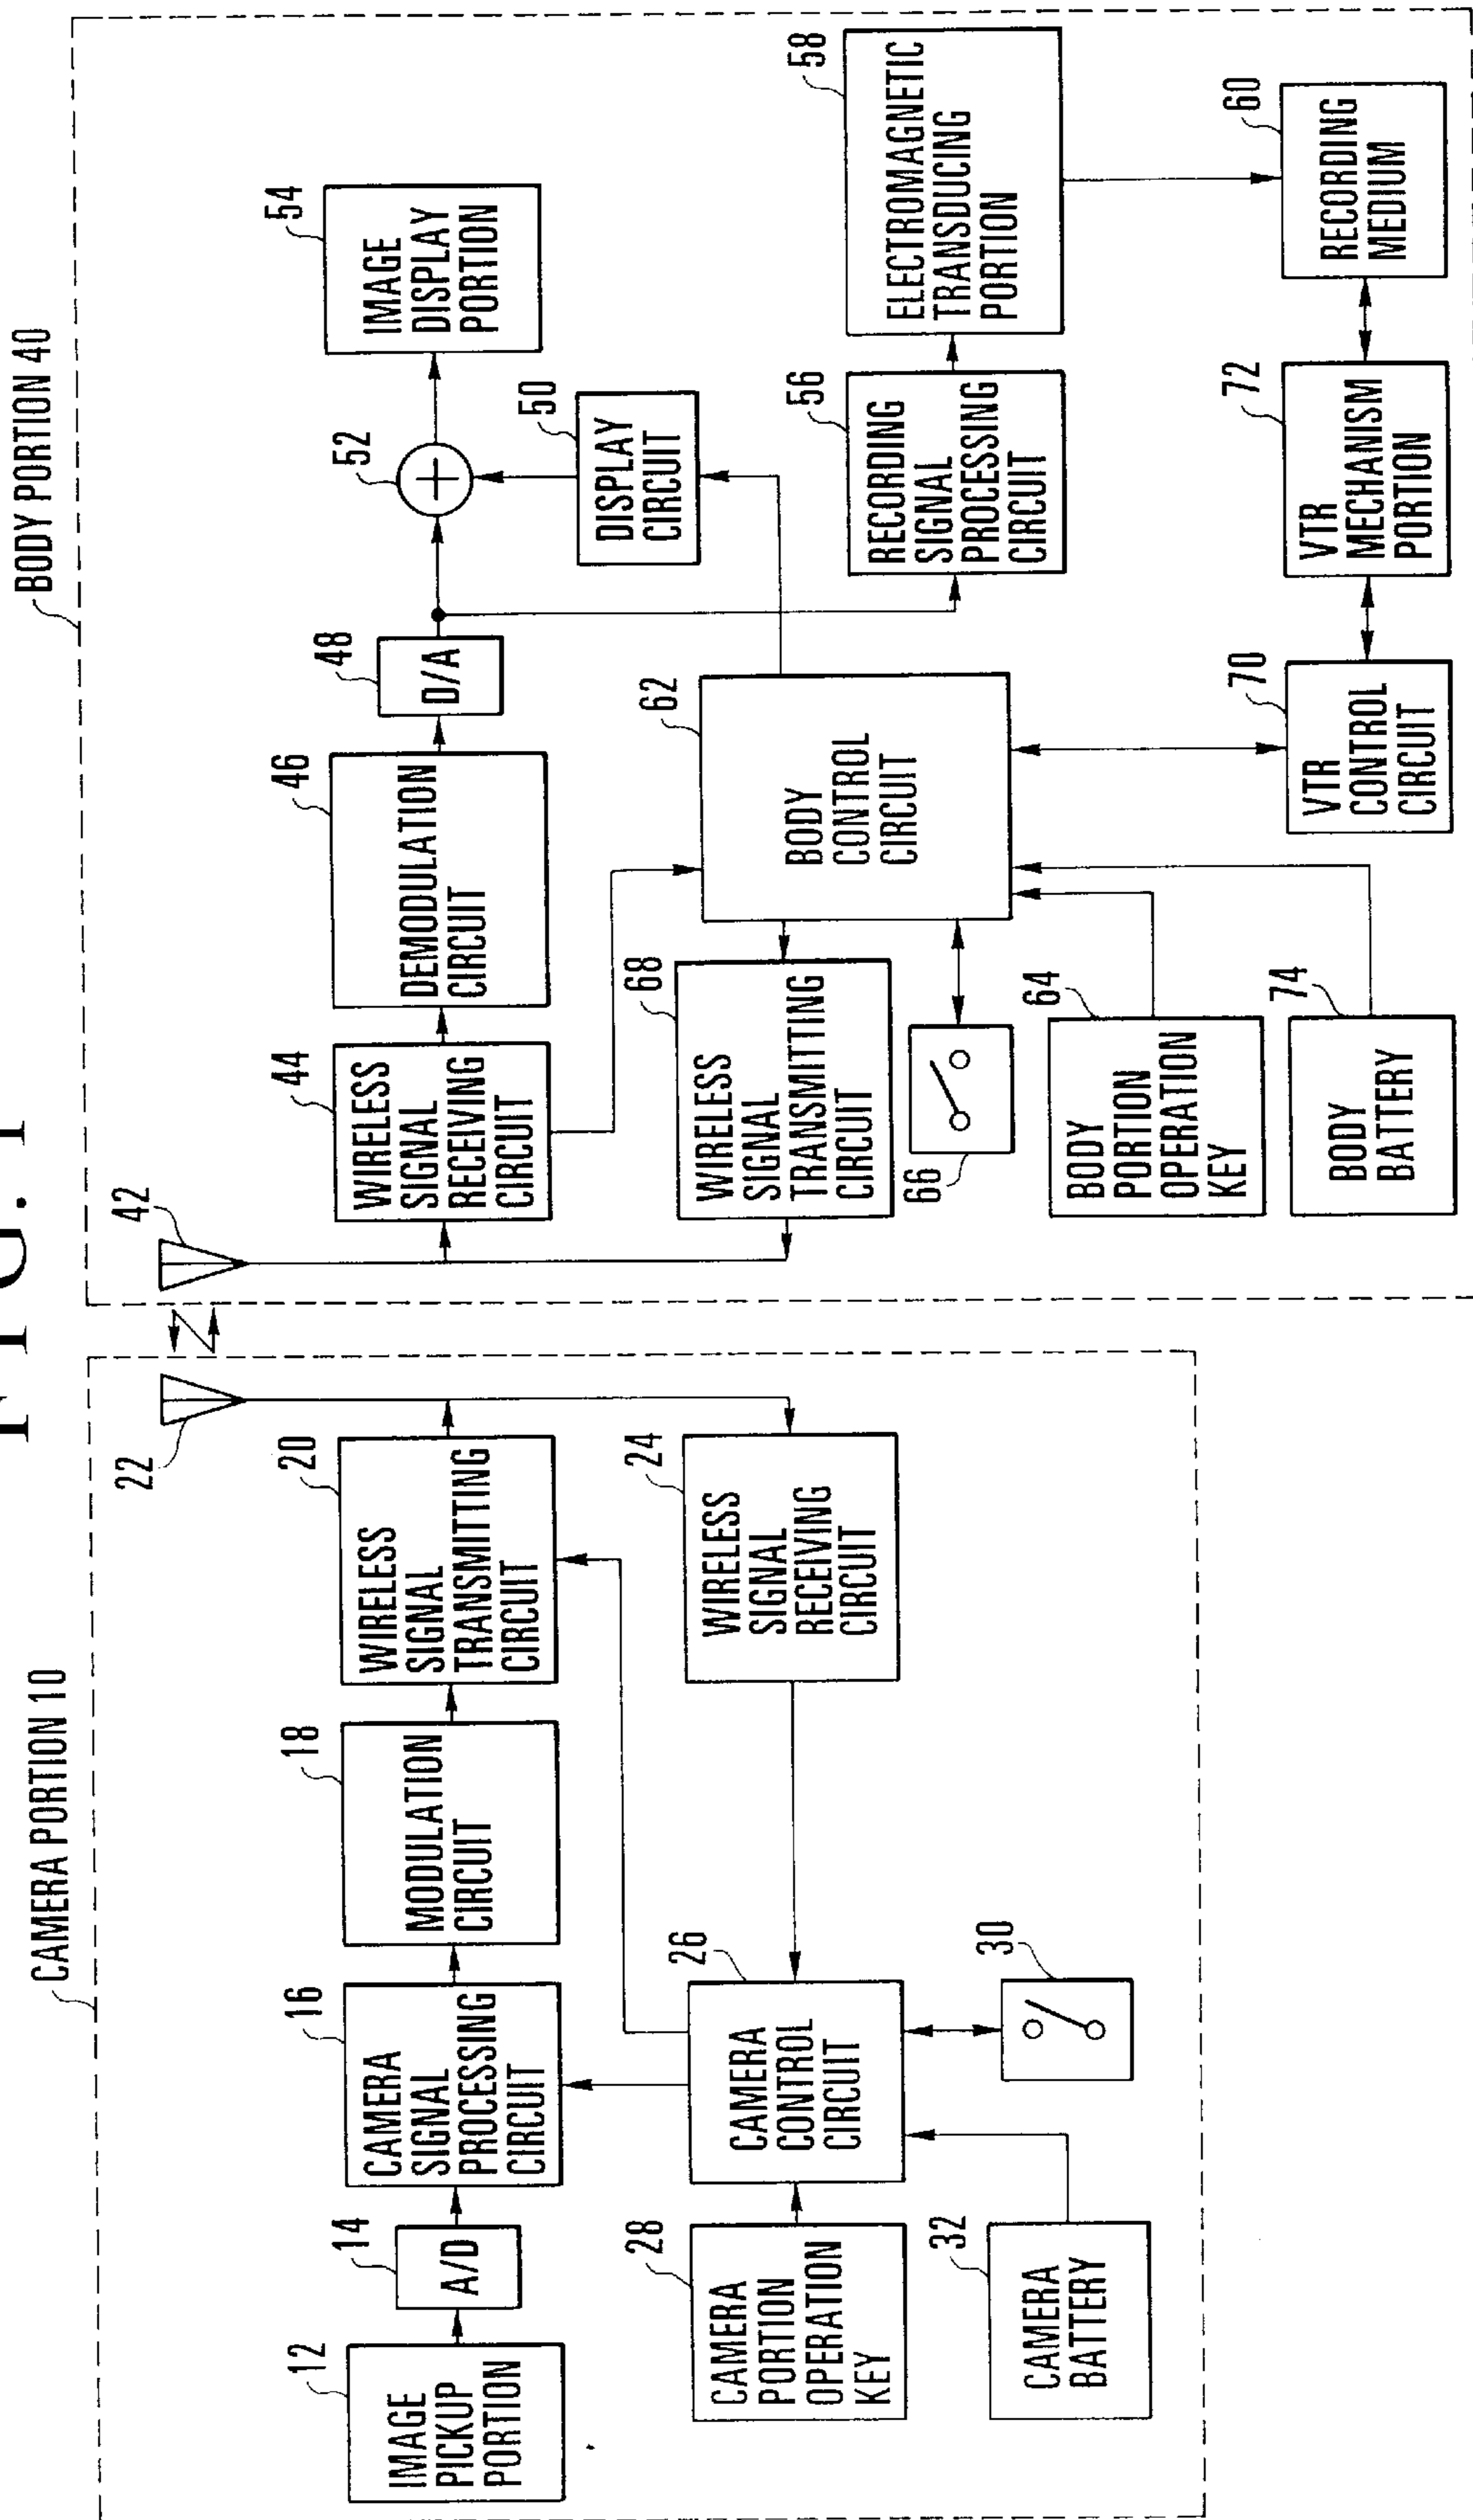 FIG. 1
CAMERA PORTION 10
BODY PORTION 40
12
IMAGE
PICKUP
PORTION
14
A/D
16
CAMERA
SIGNAL
PROCESSING
CIRCUIT
18
MODULATION
CIRCUIT
20
WIRELESS
SIGNAL
TRANSMITTING
CIRCUIT
22
24
WIRELESS
SIGNAL
RECEIVING
CIRCUIT
26
CAMERA
CONTROL
CIRCUIT
28
CAMERA
PORTION
OPERATION
KEY
30
32
CAMERA
BATTERY
42
44
WIRELESS
SIGNAL
RECEIVING
CIRCUIT
46
DEMODULATION
CIRCUIT
48
D/A
52
54
IMAGE
DISPLAY
PORTION
50
DISPLAY
CIRCUIT
56
RECORDING
SIGNAL
PROCESSING
CIRCUIT
58
ELECTROMAGNETIC
TRANSDUCING
PORTION
60
RECORDING
MEDIUM
62
BODY
CONTROL
CIRCUIT
68
WIRELESS
SIGNAL
TRANSMITTING
CIRCUIT
66
64
BODY
PORTION
OPERATION
KEY
74
BODY
BATTERY
70
VTR
CONTROL
CIRCUIT
72
VTR
MECHANISM
PORTION